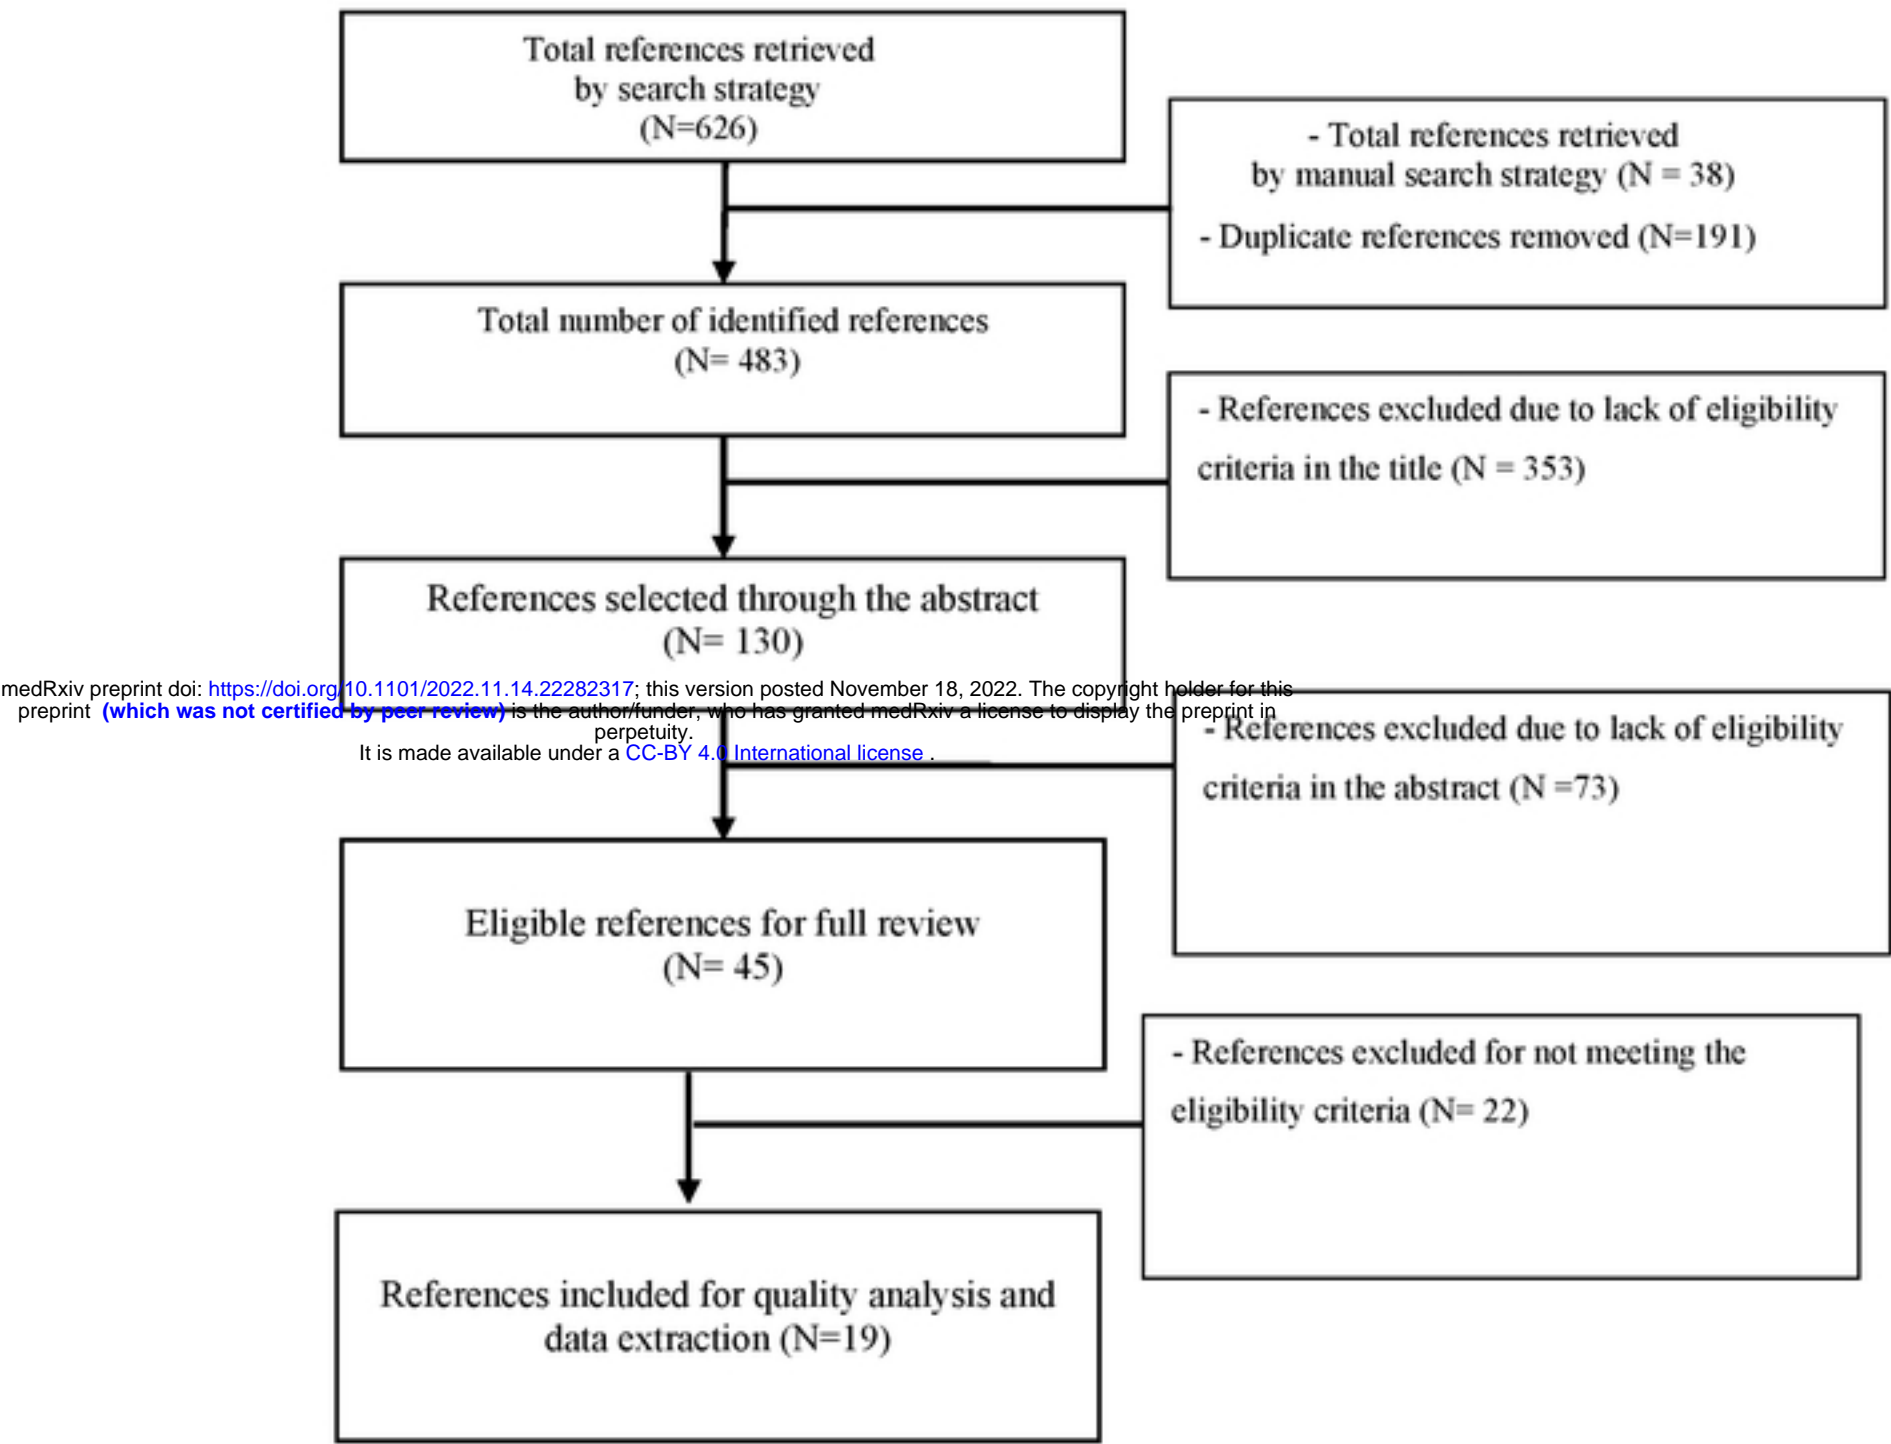 Total references retrieved
by search strategy
(N=626)
- Total references retrieved
by manual search strategy (N = 38)
- Duplicate references removed (N=191)
Total number of identified references
(N= 483)
- References excluded due to lack of eligibility
criteria in the title (N = 353)
References selected through the abstract
(N= 130)
medRxiv preprint doi: https://doi.org/10.1101/2022.11.14.22282317; this version posted November 18, 2022. The copyright holder for this
preprint (which was not certified by peer review) is the author/funder, who has granted medRxiv a license to display the preprint in
perpetuity.
It is made available under a CC-BY 4.0 International license .
- References excluded due to lack of eligibility
criteria in the abstract (N =73)
Eligible references for full review
(N= 45)
- References excluded for not meeting the
eligibility criteria (N= 22)
References included for quality analysis and
data extraction (N=19)